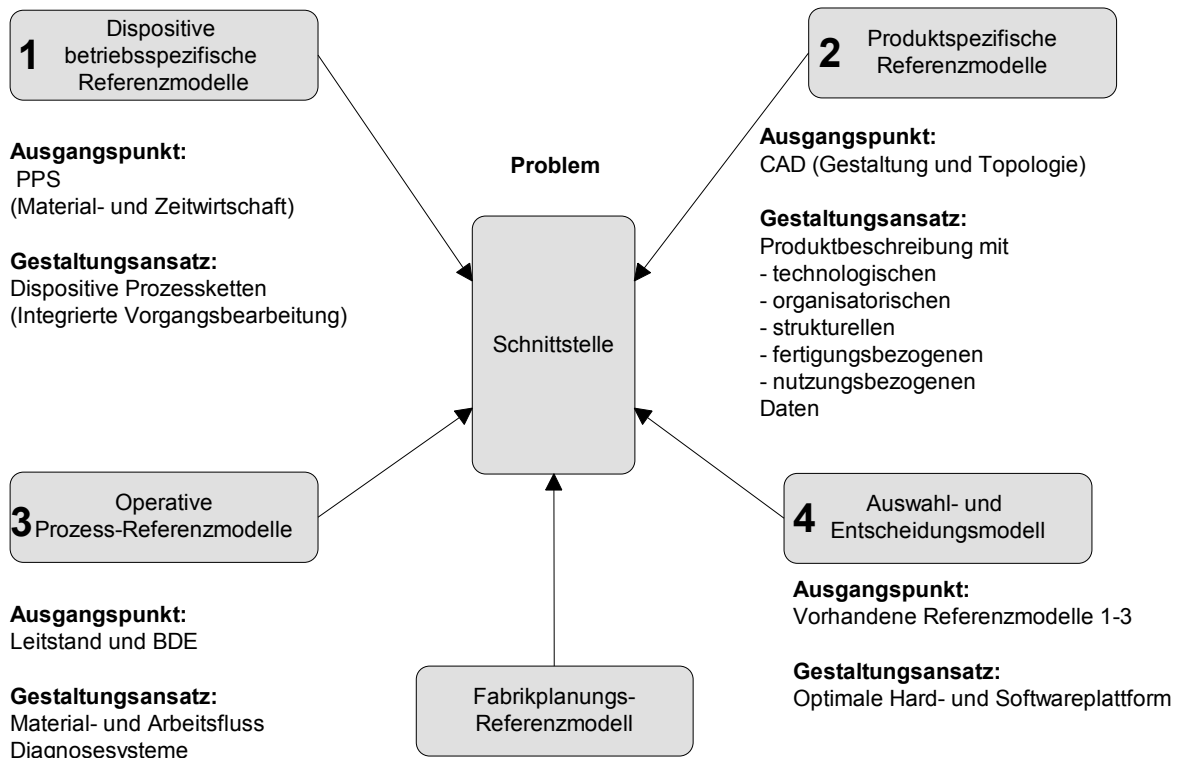 1
Dispositive
betriebsspezifische
Referenzmodelle
Ausgangspunkt:
PPS
(Material- und Zeitwirtschaft)
Gestaltungsansatz:
Dispositive Prozessketten
(Integrierte Vorgangsbearbeitung)
2
Produktspezifische
Referenzmodelle
Ausgangspunkt:
CAD (Gestaltung und Topologie)
Gestaltungsansatz:
Produktbeschreibung mit
- technologischen
- organisatorischen
- strukturellen
- fertigungsbezogenen
- nutzungsbezogenen
Daten
Problem
Schnittstelle
3
Operative
Prozess-Referenzmodelle
Ausgangspunkt:
Leitstand und BDE
Gestaltungsansatz:
Material- und Arbeitsfluss
Diagnosesysteme
4
Auswahl- und
Entscheidungsmodell
Ausgangspunkt:
Vorhandene Referenzmodelle 1-3
Gestaltungsansatz:
Optimale Hard- und Softwareplattform
Fabrikplanungs-
Referenzmodell